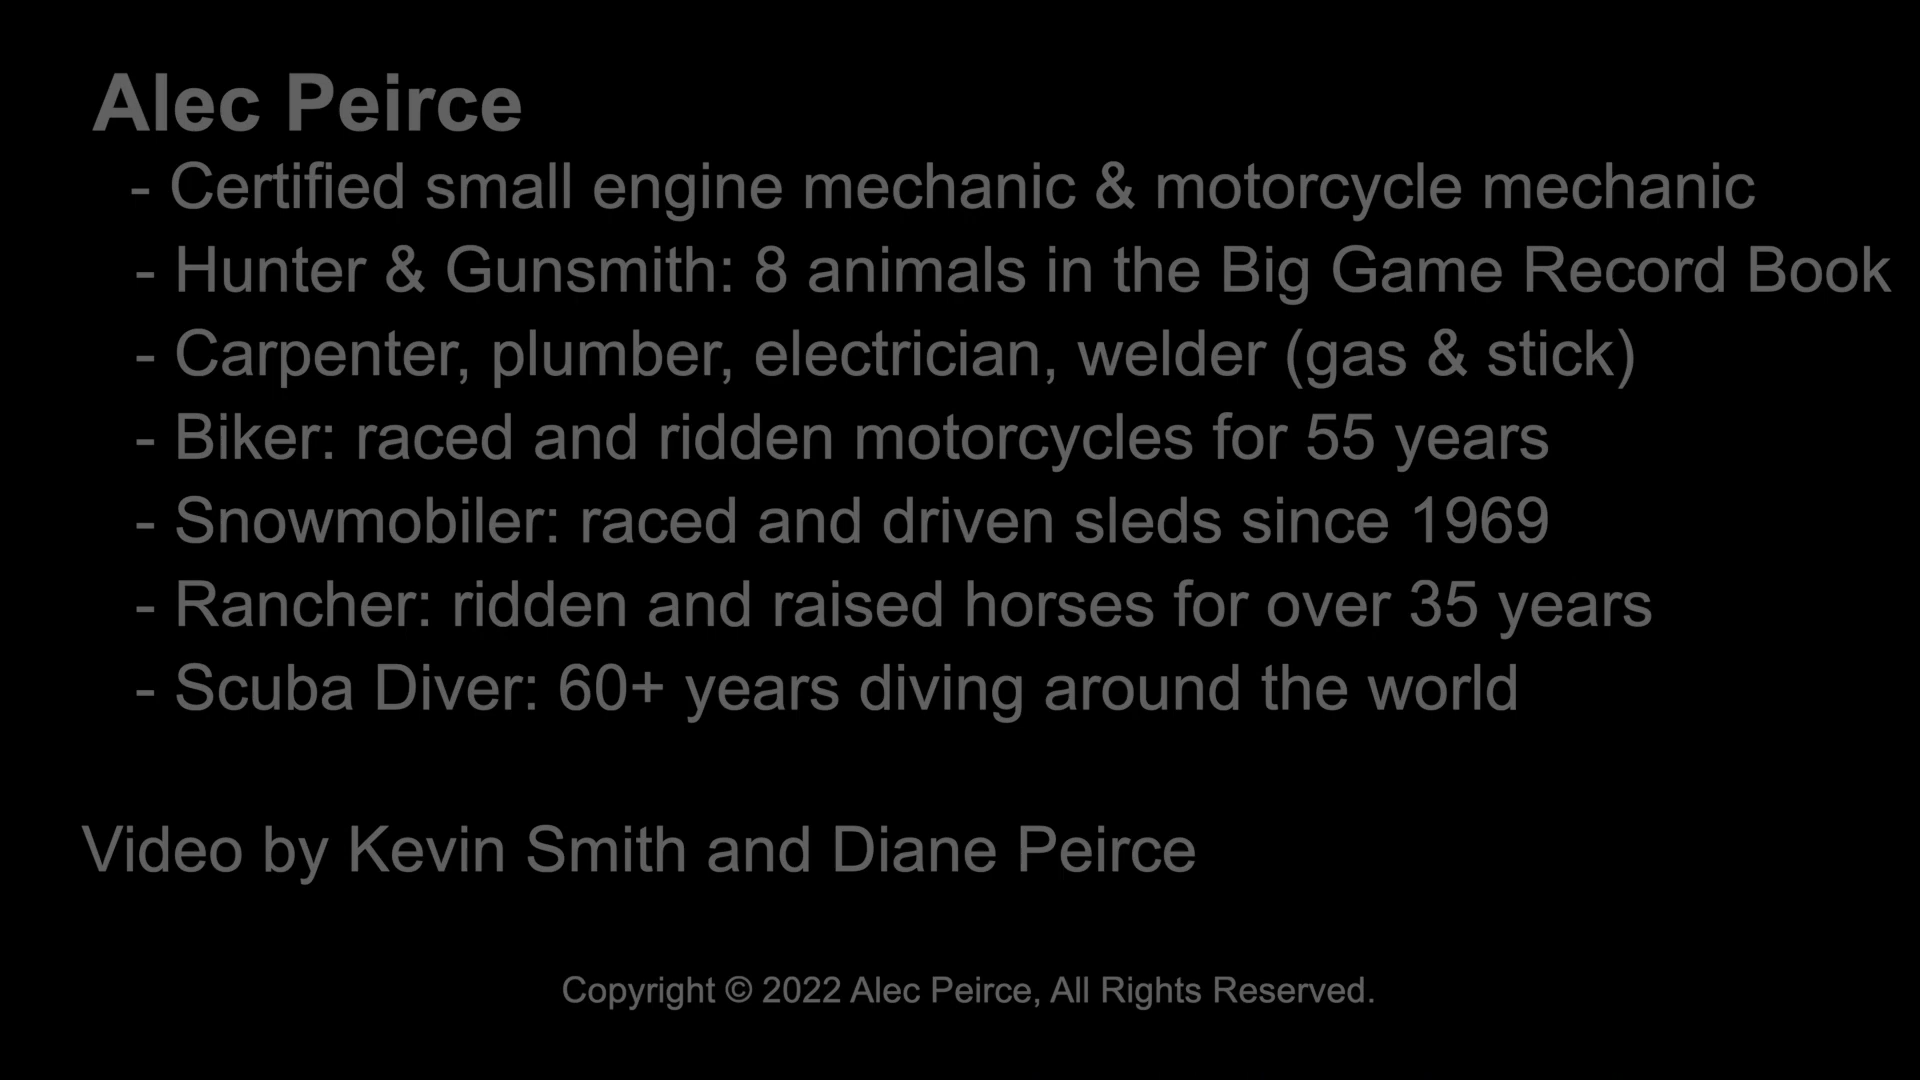 Alec Peirce
- Certified small engine mechanic & motorcycle mechanic
- Hunter & Gunsmith: 8 animals in the Big Game Record Book
- Carpenter, plumber, electrician, welder (gas & stick)
- Biker: raced and ridden motorcycles for 55 years
- Snowmobiler: raced and driven sleds since 1969
- Rancher: ridden and raised horses for over 35 years
- Scuba Diver: 60+ years diving around the world
Video by Kevin Smith and Diane Peirce
Copyright © 2022 Alec Peirce, All Rights Reserved.